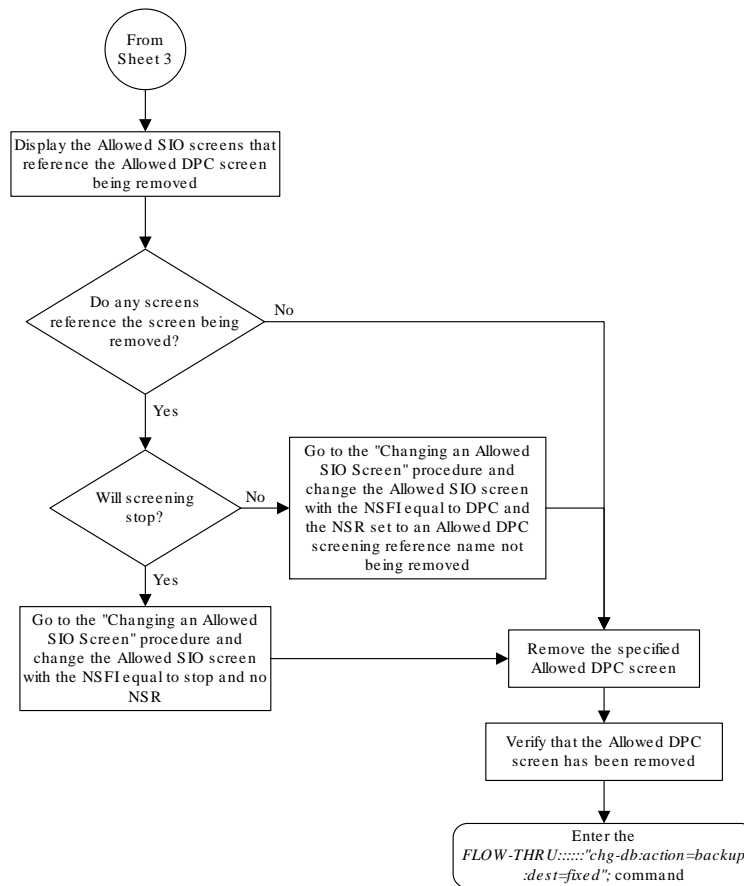 From
Sheet 3
Display the Allowed SIO screens that
reference the Allowed DPC screen
being removed
Do any screens
reference the screen being
removed?
No
Yes
Will screening
stop?
No
Go to the "Changing an Allowed
SIO Screen" procedure and
change the Allowed SIO screen
with the NSFI equal to DPC and
the NSR set to an Allowed DPC
screening reference name not
being removed
Yes
Go to the "Changing an Allowed
SIO Screen" procedure and
change the Allowed SIO screen
with the NSFI equal to stop and no
NSR
Remove the specified
Allowed DPC screen
Verify that the Allowed DPC
screen has been removed
Enter the
FLOW-THRU::::::"chg-db:action=backup
:dest=fixed"; command